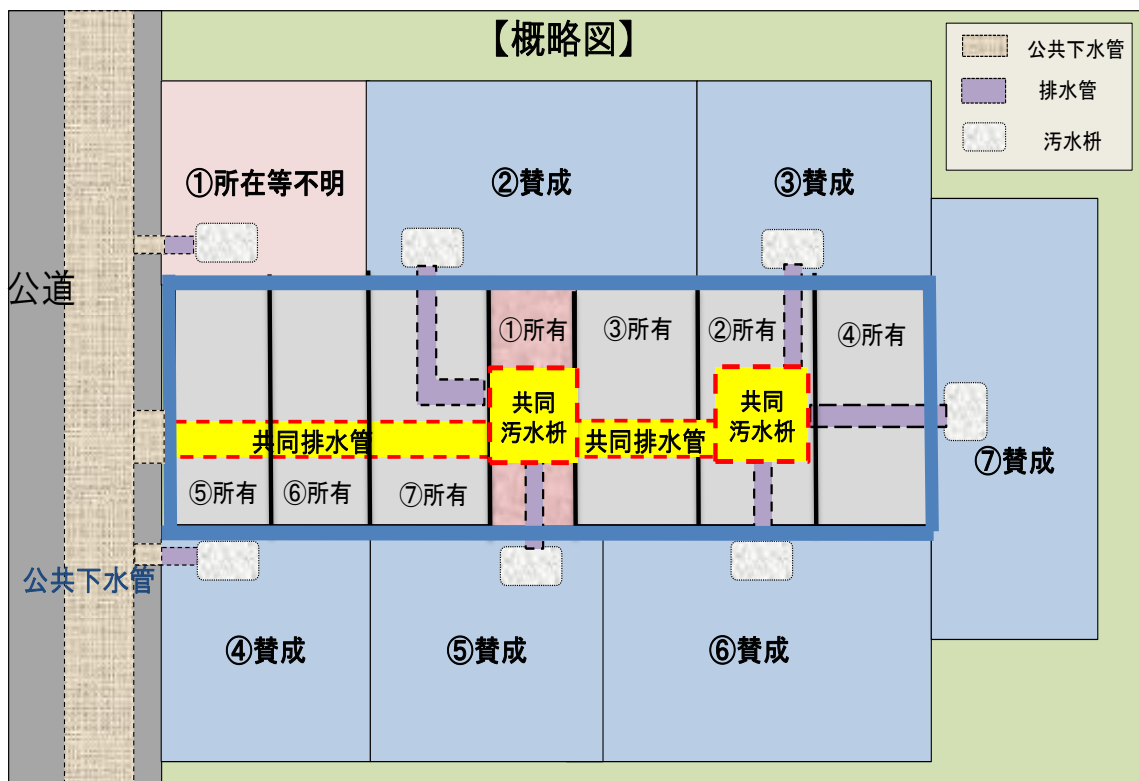 【概略図】
公共下水管
排水管
汚水枡
①所在等不明
②賛成
③賛成
公道
①所有
③所有
②所有
④所有
共同
汚水枡
共同
汚水枡
共同排水管
共同排水管
⑦賛成
⑤所有
⑥所有
⑦所有
公共下水管
④賛成
⑤賛成
⑥賛成